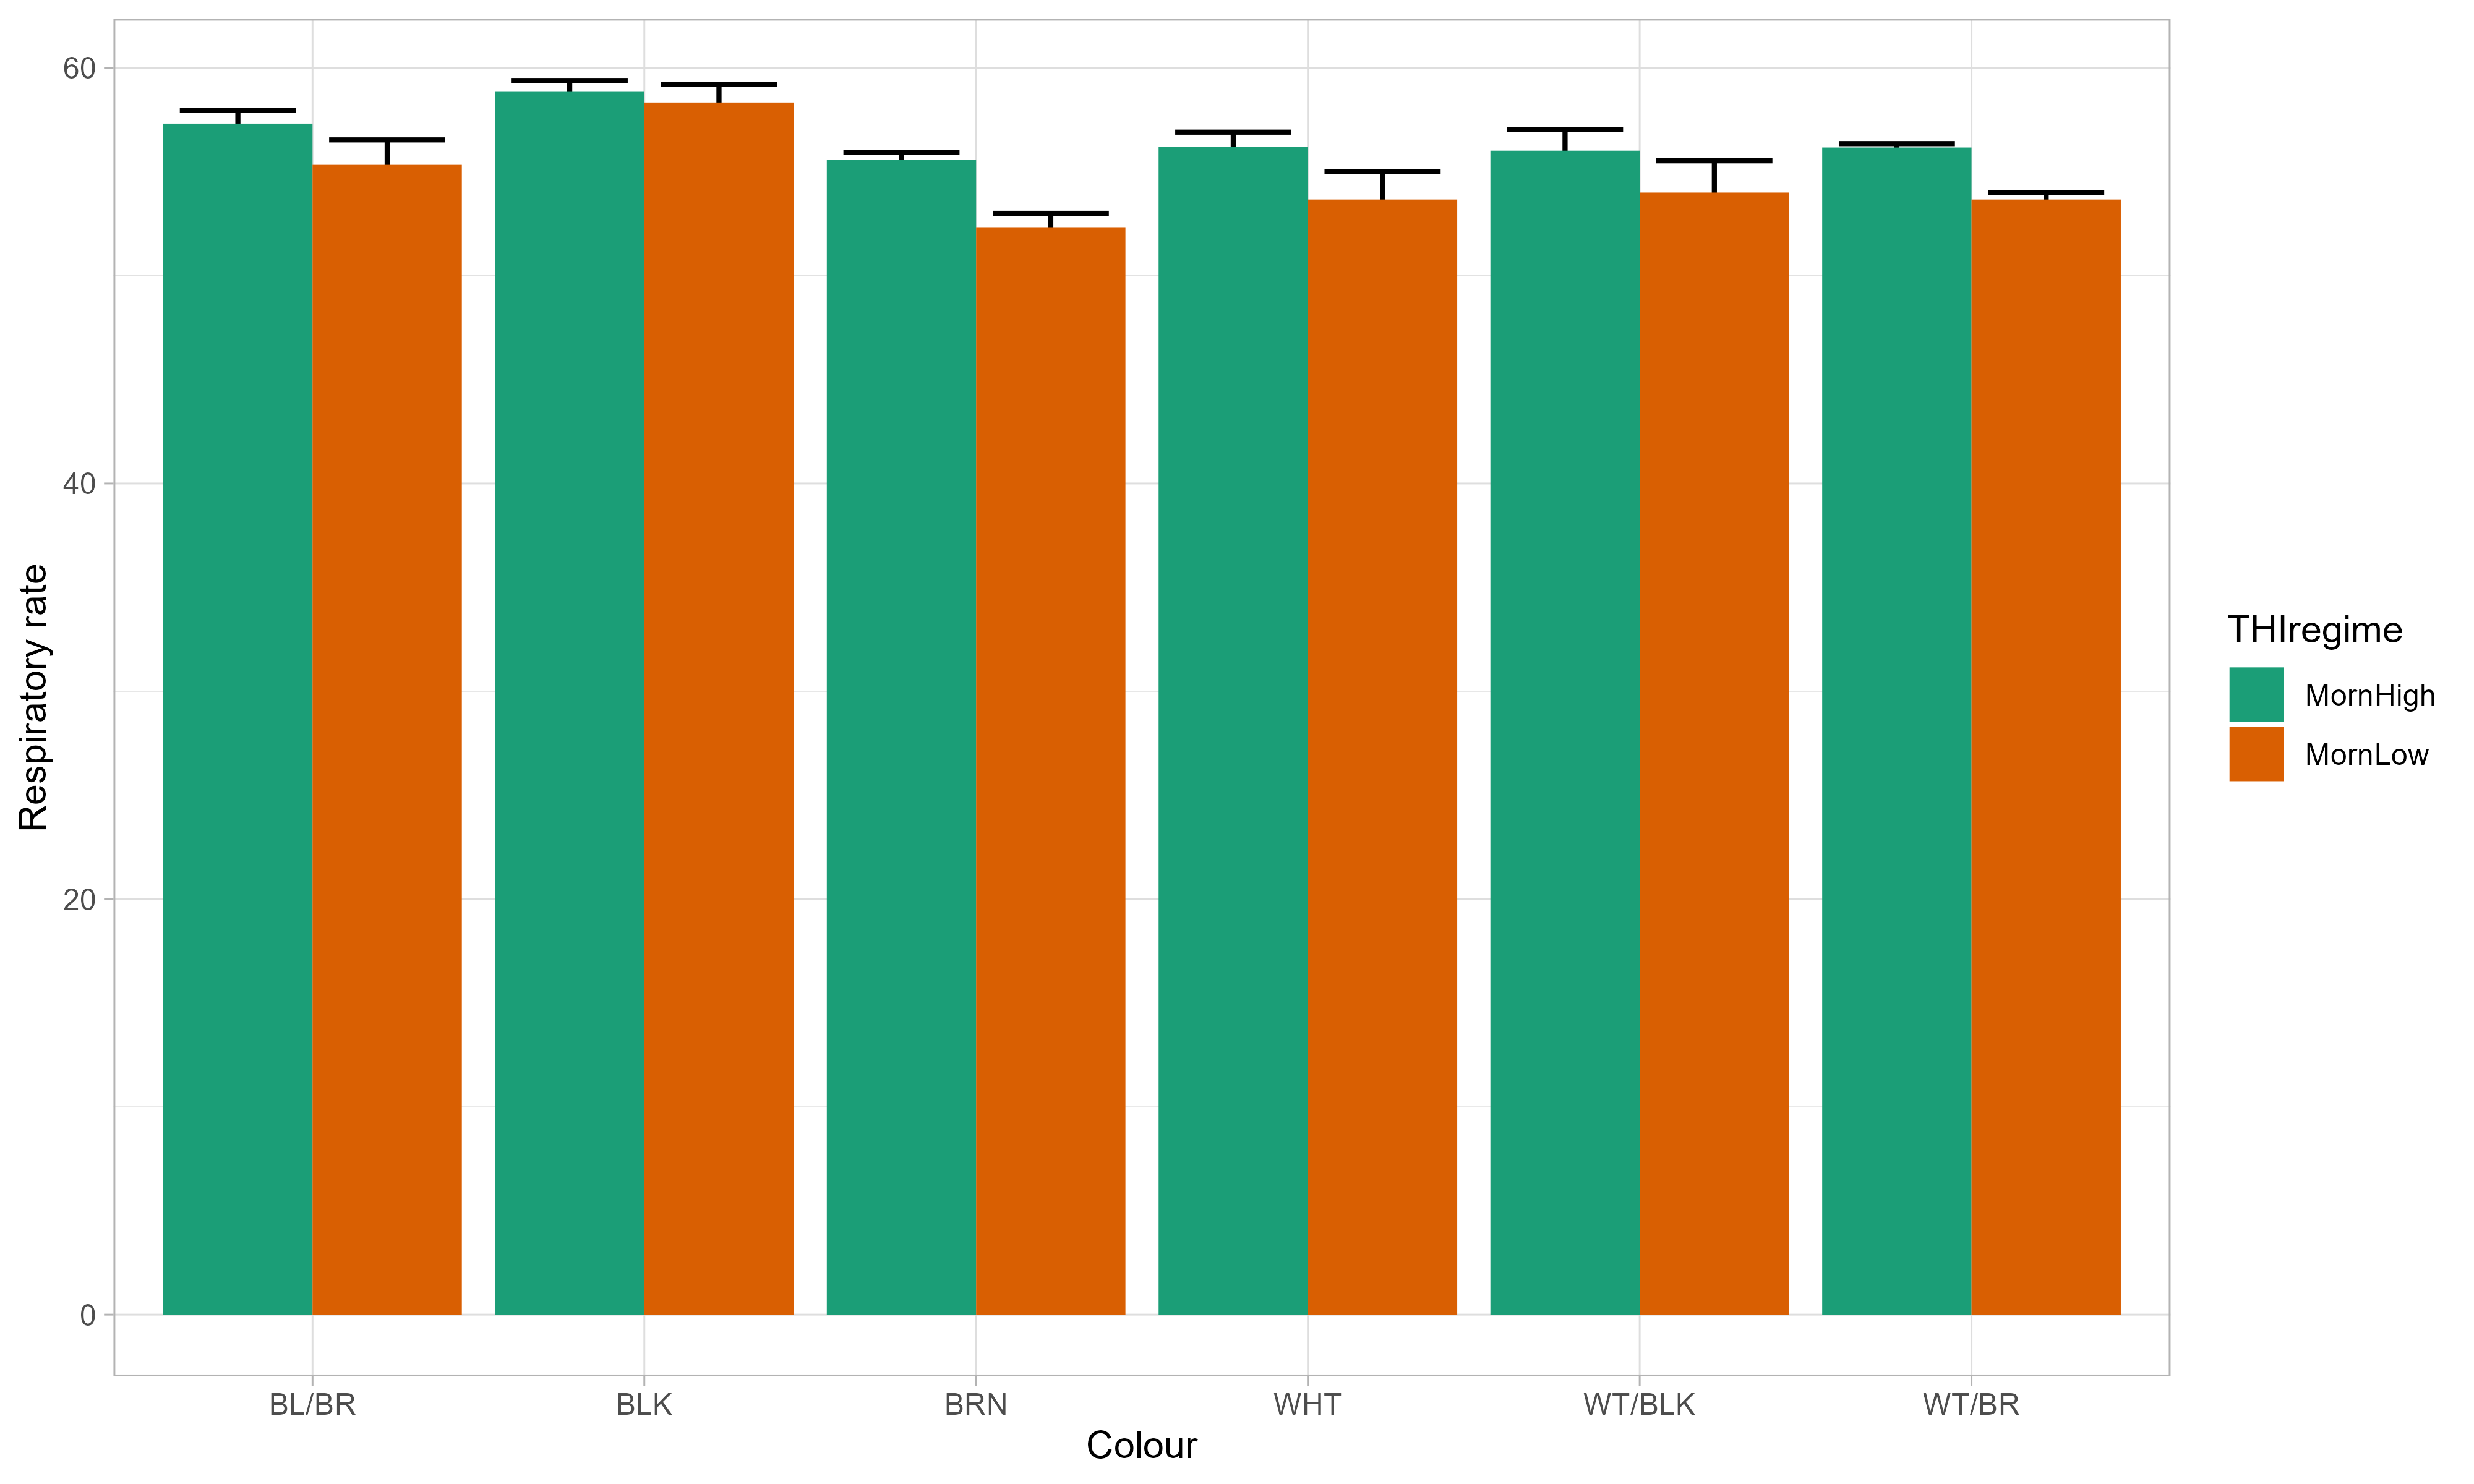 60
40
20
0
Respiratory rate
BL/BR
BLK
BRN
WHT
WT/BLK
WT/BR
Colour
THIregime
MornHigh
MornLow